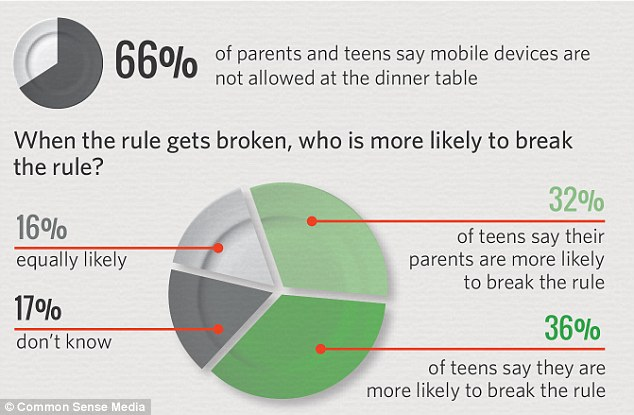 66%
of parents and teens say mobile devices are
not allowed at the dinner table
When the rule gets broken, who is more likely to break
the rule?
16%
equally likely
17%
don't know
32%
of teens say their
parents are more likely
to break the rule
36%
of teens say they are
more likely to break the rule
© Common Sense Media